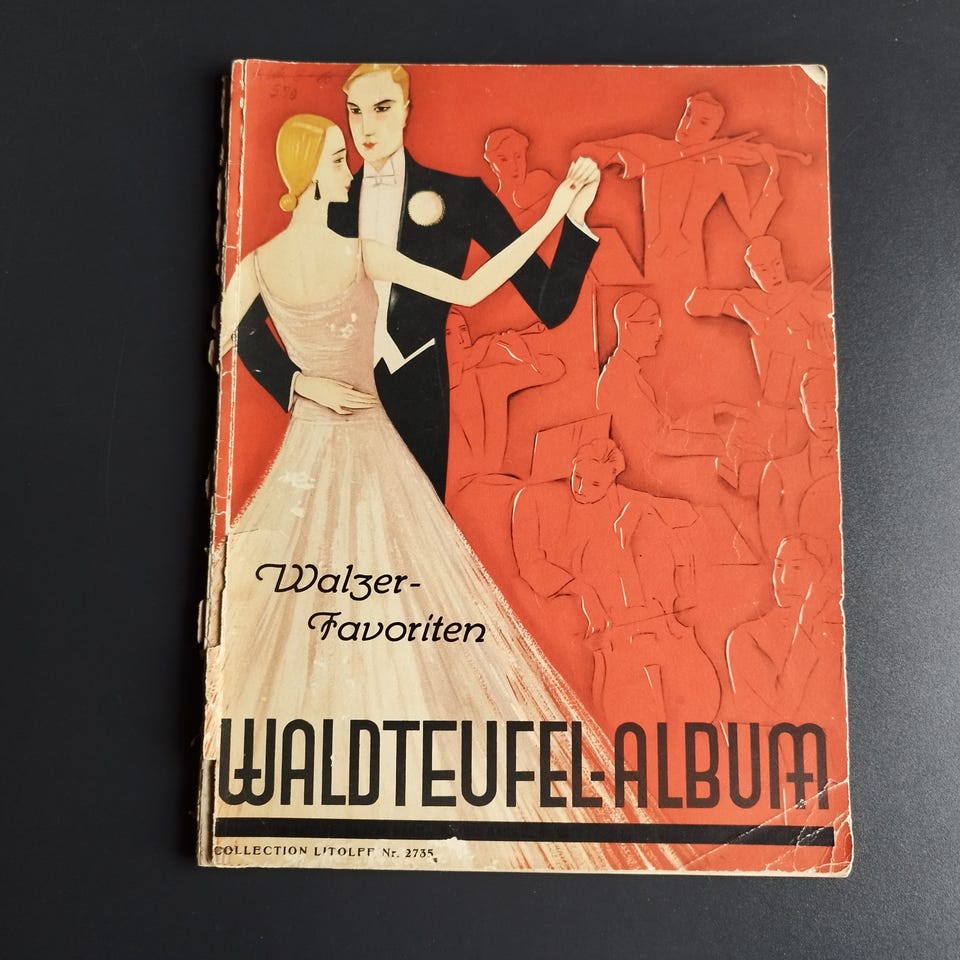 Walzer-
Favoriten
WALDTEUFEL-ALBUM
COLLECTION LITOLFF Nr. 2735